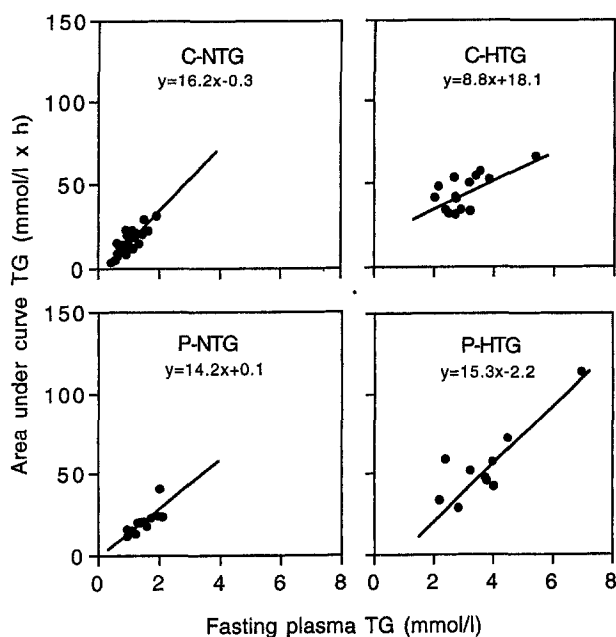 150
C-NTG
y=16.2x-0.3
100
50
0
C-HTG
y=8.8x+18.1
Area under curve TG (mmol/l x h)
150
P-NTG
y=14.2x+0.1
100
50
0
0 2 4 6 8
P-HTG
y=15.3x-2.2
2 4 6 8
Fasting plasma TG (mmol/l)